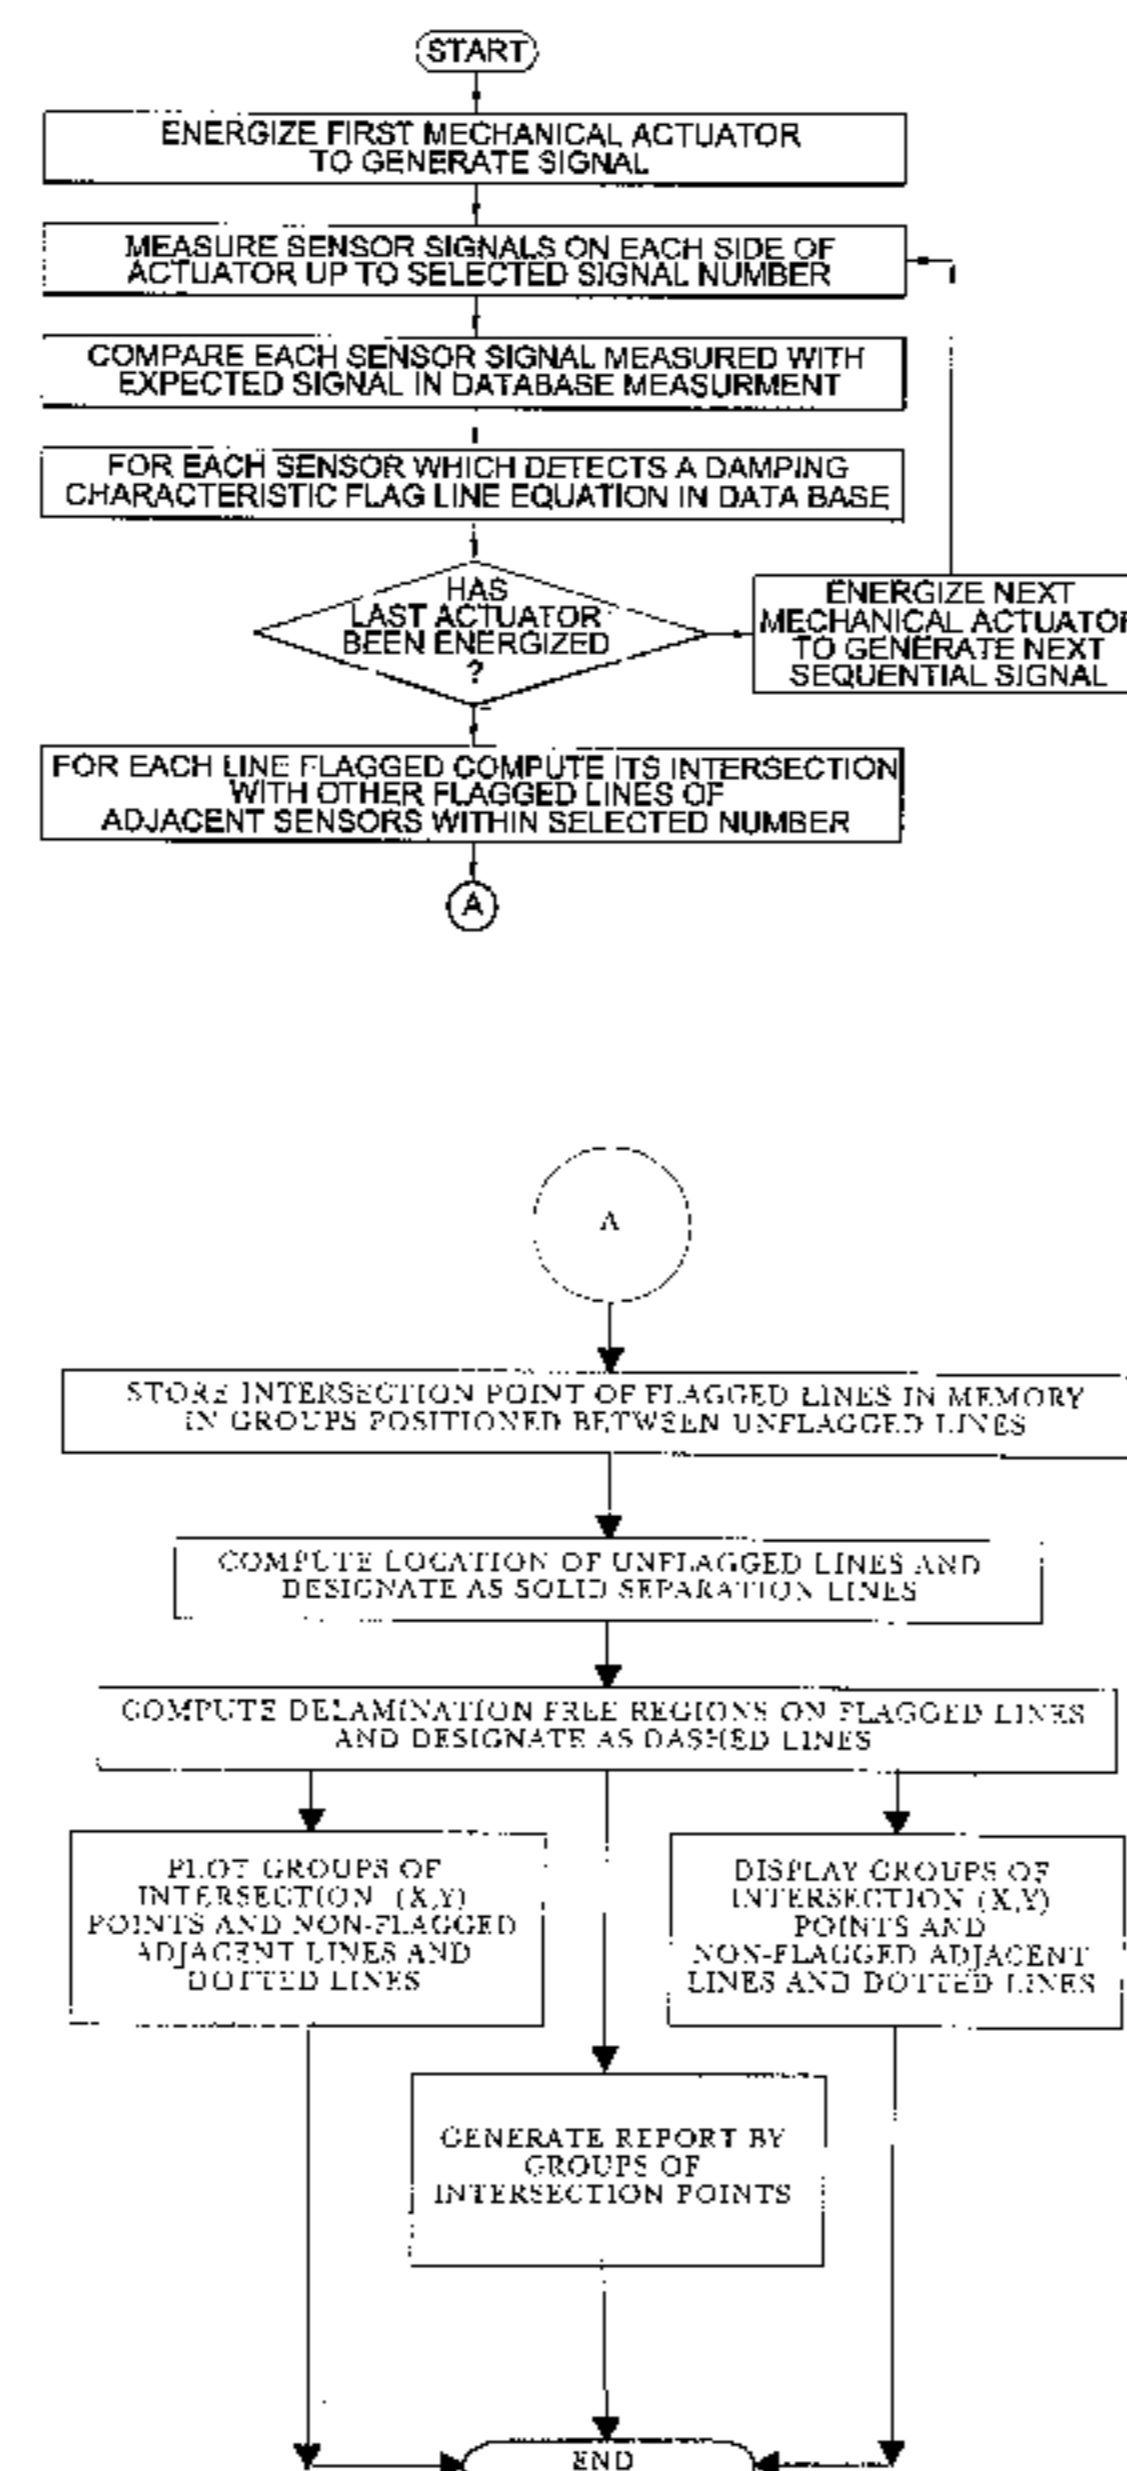 START
ENERGIZE FIRST MECHANICAL ACTUATOR
TO GENERATE SIGNAL
MEASURE SENSOR SIGNALS ON EACH SIDE OF
ACTUATOR UP TO SELECTED SIGNAL NUMBER
COMPARE EACH SENSOR SIGNAL MEASURED WITH
EXPECTED SIGNAL IN DATABASE MEASURMENT
FOR EACH SENSOR WHICH DETECTS A DAMPING
CHARACTERISTIC FLAG LINE EQUATION IN DATA BASE
HAS
LAST ACTUATOR
BEEN ENERGIZED
?
ENERGIZE NEXT
MECHANICAL ACTUATOR
TO GENERATE NEXT
SEQUENTIAL SIGNAL
FOR EACH LINE FLAGGED COMPUTE ITS INTERSECTION
WITH OTHER FLAGGED LINES OF
ADJACENT SENSORS WITHIN SELECTED NUMBER
A
A
STORE INTERSECTION POINT OF FLAGGED LINES IN MEMORY
IN GROUPS POSITIONED BETWEEN UNFLAGGED LINES
COMPUTE LOCATION OF UNFLAGGED LINES AND
DESIGNATE AS SOLID SEPARATION LINES
COMPUTE DELAMINATION FREE REGIONS ON FLAGGED LINES
AND DESIGNATE AS DASHED LINES
PLOT GROUPS OF
INTERSECTION (X,Y)
POINTS AND NON-FLAGGED
ADJACENT LINES AND
DOTTED LINES
DISPLAY GROUPS OF
INTERSECTION (X,Y)
POINTS AND
NON-FLAGGED ADJACENT
LINES AND DOTTED LINES
GENERATE REPORT BY
GROUPS OF
INTERSECTION POINTS
END